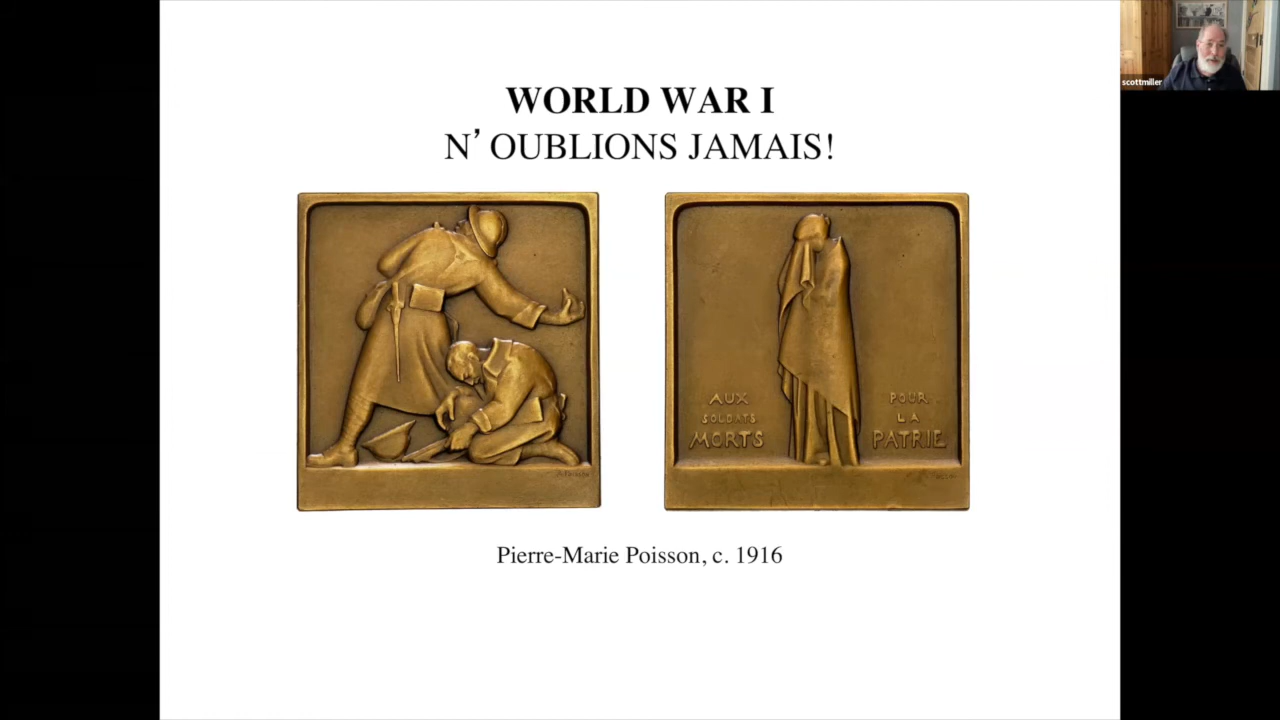 WORLD WAR I
N’ OUBLIONS JAMAIS!
AUX
SOLDATS
MORTS
POUR
LA
PATRIE
Pierre-Marie Poisson, c. 1916
scottmiller